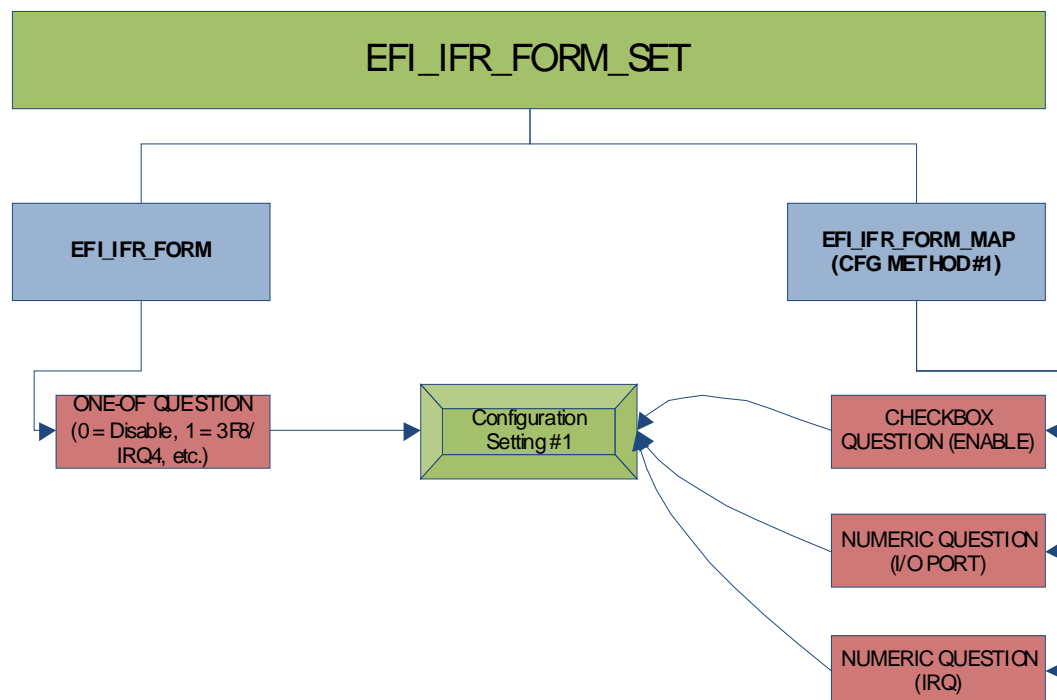 EFI_IFR_FORM_SET
EFI_IFR_FORM
EFI_IFR_FORM_MAP
(CFG METHOD #1)
ONE-OF QUESTION
(0 = Disable, 1 = 3F8/
IRQ4, etc.)
Configuration
Setting #1
CHECKBOX
QUESTION (ENABLE)
NUMERIC QUESTION
(I/O PORT)
NUMERIC QUESTION
(IRQ)